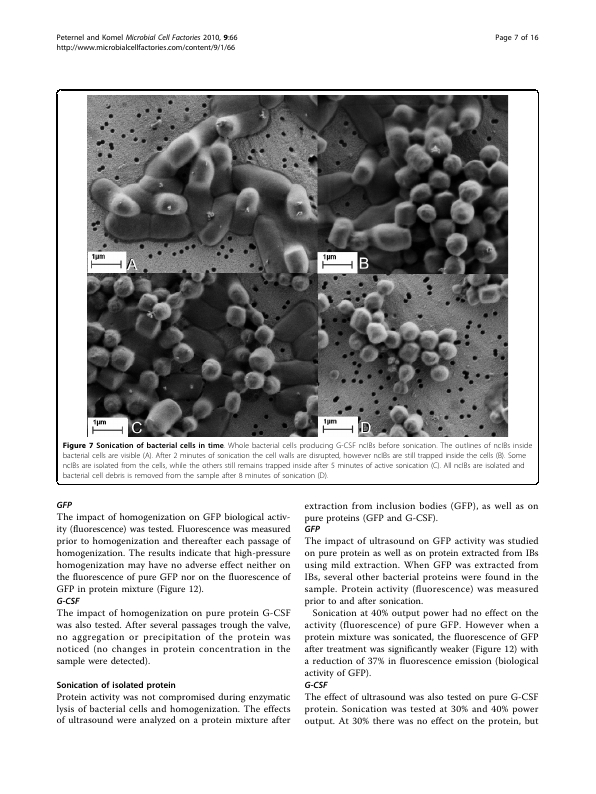 Peternel and Komel Microbial Cell Factories 2010, 9:66
http://www.microbialcellfactories.com/content/9/1/66
Page 7 of 16
1µm
A
1µm
B
1µm
C
1µm
D
Figure 7 Sonication of bacterial cells in time. Whole bacterial cells producing G-CSF ncIBs before sonication. The outlines of ncIBs inside
bacterial cells are visible (A). After 2 minutes of sonication the cell walls are disrupted, however ncIBs are still trapped inside the cells (B). Some
ncIBs are isolated from the cells, while the others still remains trapped inside after 5 minutes of active sonication (C). All ncIBs are isolated and
bacterial cell debris is removed from the sample after 8 minutes of sonication (D).
GFP
The impact of homogenization on GFP biological activ-
ity (fluorescence) was tested. Fluorescence was measured
prior to homogenization and thereafter each passage of
homogenization. The results indicate that high-pressure
homogenization may have no adverse effect neither on
the fluorescence of pure GFP nor on the fluorescence of
GFP in protein mixture (Figure 12).
G-CSF
The impact of homogenization on pure protein G-CSF
was also tested. After several passages trough the valve,
no aggregation or precipitation of the protein was
noticed (no changes in protein concentration in the
sample were detected).
Sonication of isolated protein
Protein activity was not compromised during enzymatic
lysis of bacterial cells and homogenization. The effects
of ultrasound were analyzed on a protein mixture after
extraction from inclusion bodies (GFP), as well as on
pure proteins (GFP and G-CSF).
GFP
The impact of ultrasound on GFP activity was studied
on pure protein as well as on protein extracted from IBs
using mild extraction. When GFP was extracted from
IBs, several other bacterial proteins were found in the
sample. Protein activity (fluorescence) was measured
prior to and after sonication.
Sonication at 40% output power had no effect on the
activity (fluorescence) of pure GFP. However when a
protein mixture was sonicated, the fluorescence of GFP
after treatment was significantly weaker (Figure 12) with
a reduction of 37% in fluorescence emission (biological
activity of GFP).
G-CSF
The effect of ultrasound was also tested on pure G-CSF
protein. Sonication was tested at 30% and 40% power
output. At 30% there was no effect on the protein, but